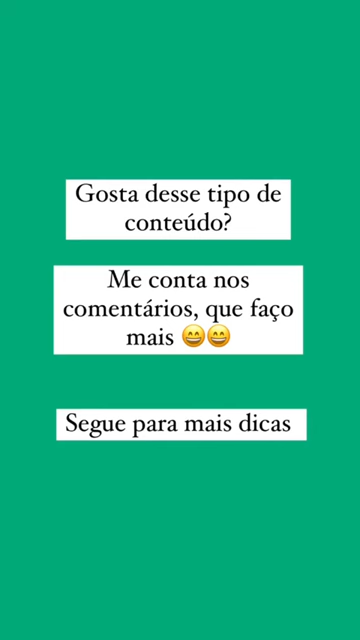 Gosta desse tipo de
conteúdo?
Me conta nos
comentários, que faço
mais 😄😄
Segue para mais dicas